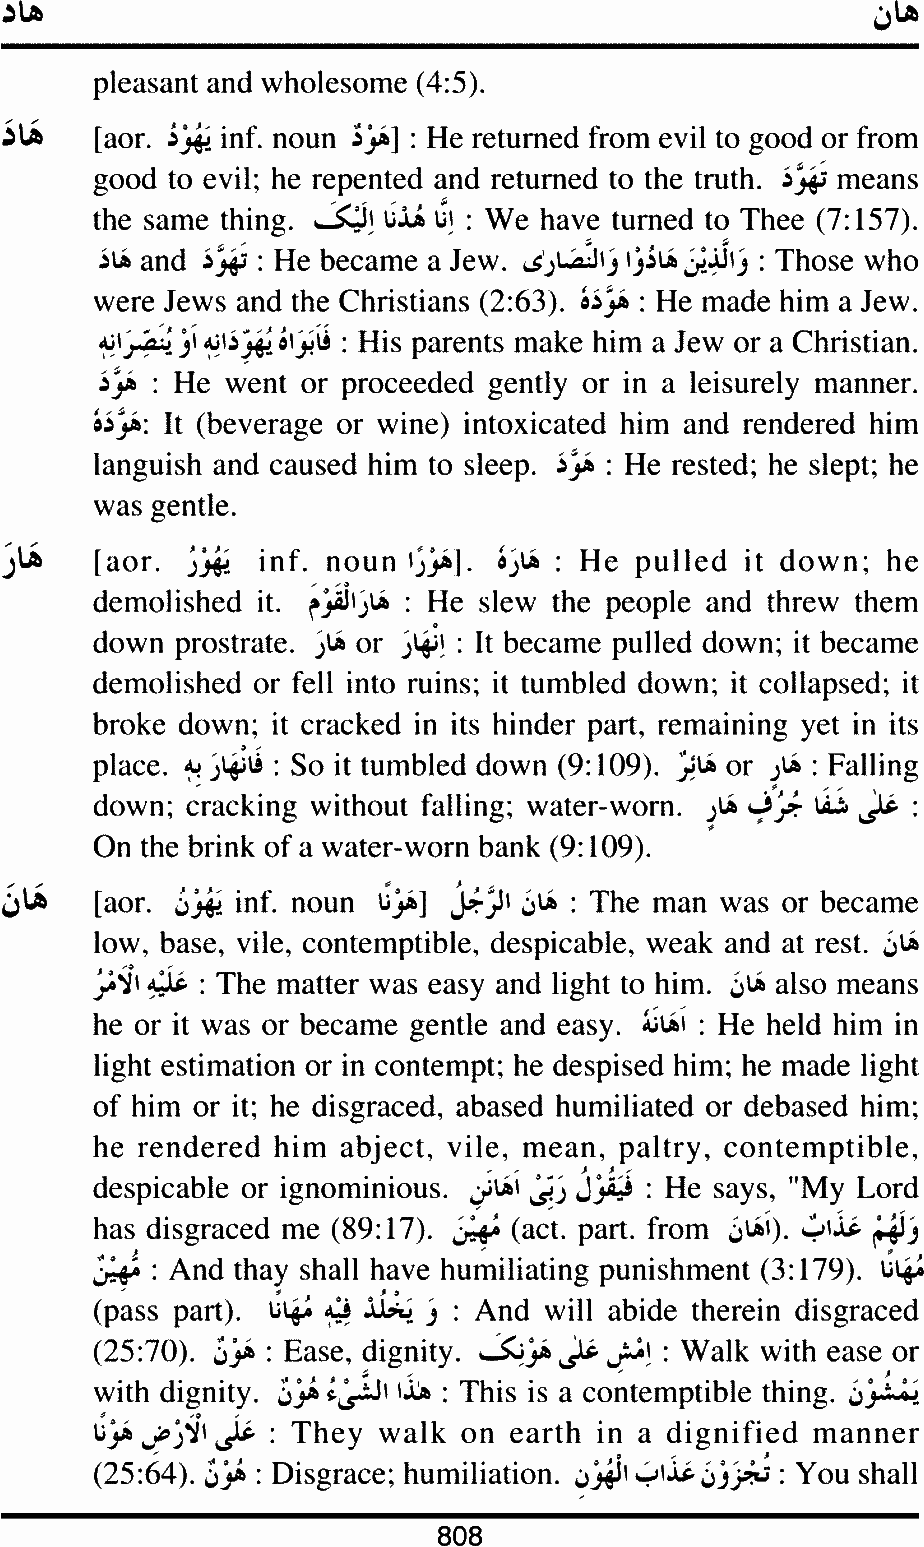 هاد هان
pleasant and wholesome (4:5).
هَادَ [aor. يَهُوْدُ inf. noun هَوْدٌ] : He returned from evil to good or from
good to evil; he repented and returned to the truth. تَهَوَّدَ means
the same thing. اِنَّا هُدْنَا اِلَيْكَ : We have turned to Thee (7:157).
هَادَ and تَهَوَّدَ : He became a Jew. وَالَّذِيْنَ هَادُوْا وَالنَّصَارٰى : Those who
were Jews and the Christians (2:63). هَوَّدَهُ : He made him a Jew.
فَاَبَوَاهُ يُهَوِّدَانِهِ اَوْ يُنَصِّرَانِهِ : His parents make him a Jew or a Christian.
هَوَّدَ : He went or proceeded gently or in a leisurely manner.
هَوَّدَهُ: It (beverage or wine) intoxicated him and rendered him
languish and caused him to sleep. هَوَّدَ : He rested; he slept; he
was gentle.
هَارَ [aor. يَهُوْرُ inf. noun هَوْرًا]. هَارَهُ : He pulled it down; he
demolished it. هَارَالْقَوْمَ : He slew the people and threw them
down prostrate. هَارَ or اِنْهَارَ : It became pulled down; it became
demolished or fell into ruins; it tumbled down; it collapsed; it
broke down; it cracked in its hinder part, remaining yet in its
place. فَانْهَارَ بِهٖ : So it tumbled down (9:109). هَائِرٌ or هَارٍ : Falling
down; cracking without falling; water-worn. عَلٰى شَفَا جُرُفٍ هَارٍ :
On the brink of a water-worn bank (9:109).
هَانَ [aor. يَهُوْنُ inf. noun هَوْنًا] هَانَ الرَّجُلُ : The man was or became
low, base, vile, contemptible, despicable, weak and at rest. هَانَ
عَلَيْهِ الْاَمْرُ : The matter was easy and light to him. هَانَ also means
he or it was or became gentle and easy. اَهَانَهُ : He held him in
light estimation or in contempt; he despised him; he made light
of him or it; he disgraced, abased humiliated or debased him;
he rendered him abject, vile, mean, paltry, contemptible,
despicable or ignominious. فَيَقُوْلُ رَبِّىْ اَهَانَنِ : He says, "My Lord
has disgraced me (89:17). مُهِيْنٌ (act. part. from اَهَانَ). وَلَهُمْ عَذَابٌ
مُّهِيْنٌ : And thay shall have humiliating punishment (3:179). مُهَانًا
(pass part). وَ يَخْلُدْ فِيْهِ مُهَانًا : And will abide therein disgraced
(25:70). هَوْنٌ : Ease, dignity. اِمْشِ عَلٰى هَوْنِكَ : Walk with ease or
with dignity. هٰذَا الشَّىْءُ هَوْنٌ : This is a contemptible thing. يَمْشُوْنَ
عَلَى الْاَرْضِ هَوْنًا : They walk on earth in a dignified manner
(25:64). هُوْنٌ : Disgrace; humiliation. تُجْزَوْنَ عَذَابَ الْهُوْنِ : You shall
808